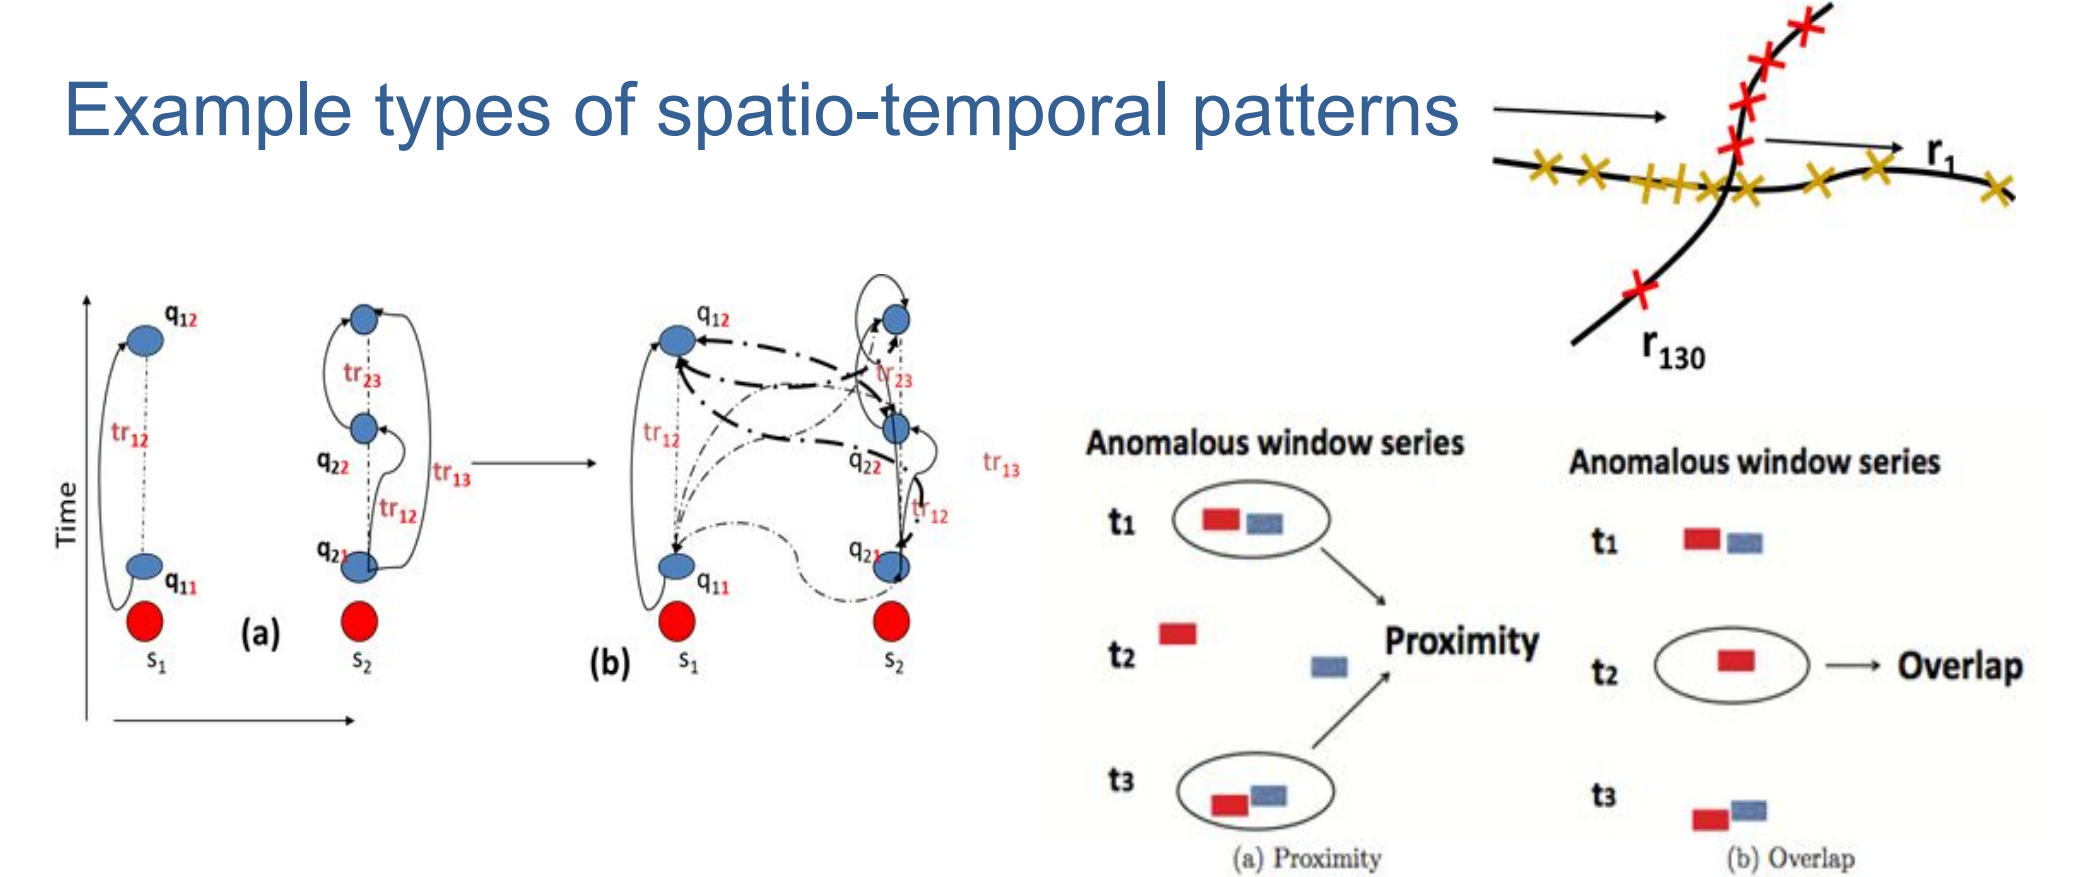 Example types of spatio-temporal patterns
r1
r130
Time
q12
tr12
q11
s1
(a)
tr23
q22
tr13
tr12
q21
s2
q12
tr12
q11
(b)
s1
tr23
q22
tr13
tr12
q21
s2
Anomalous window series
t1
t2
t3
Proximity
(a) Proximity
Anomalous window series
t1
t2
t3
Overlap
(b) Overlap